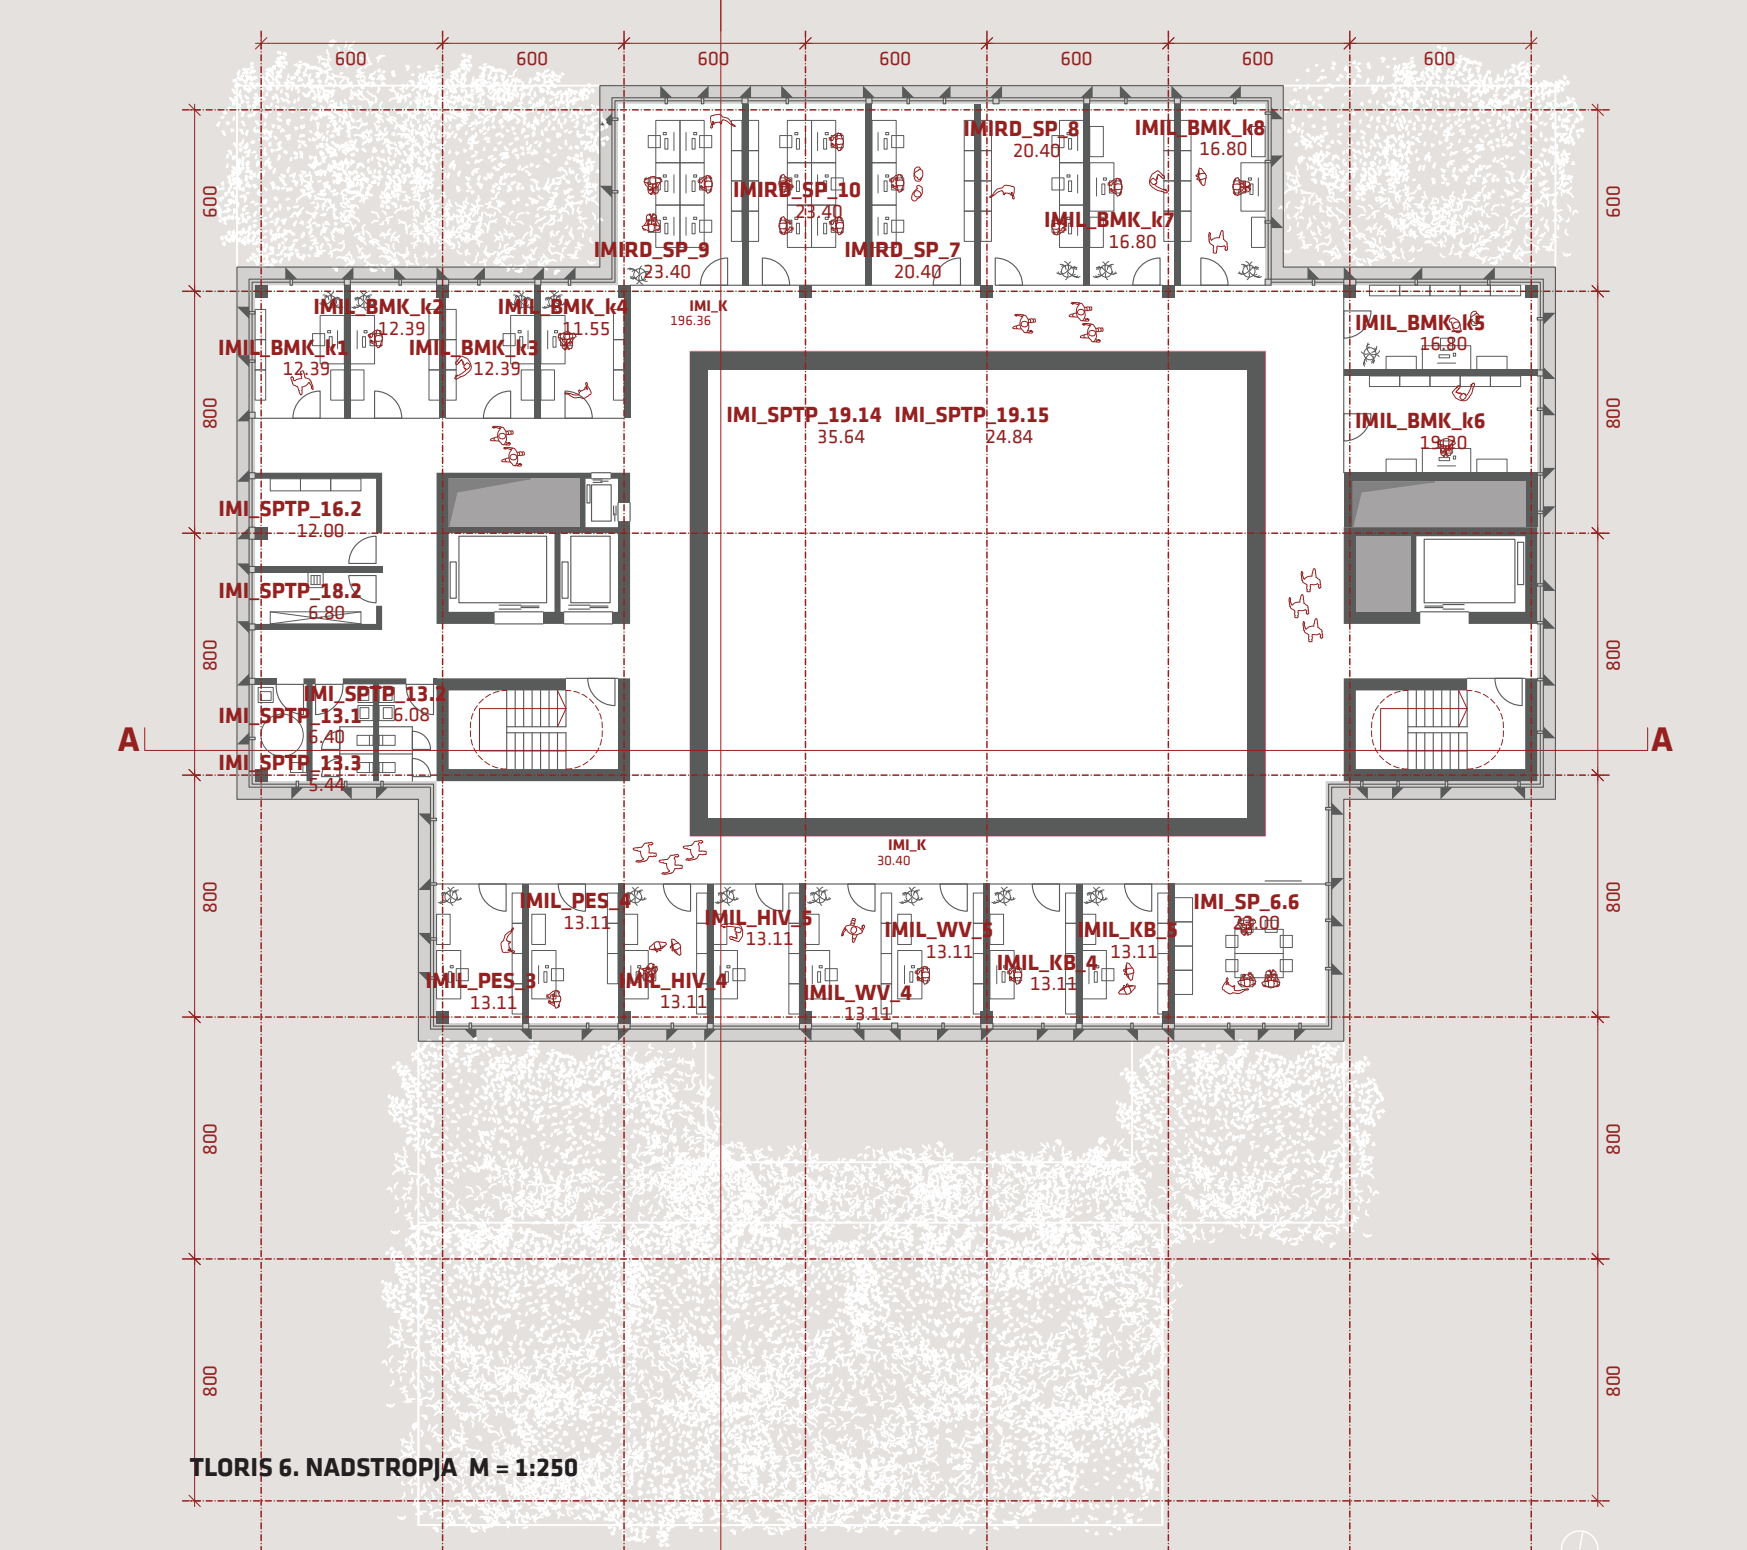 600 600 600 600 600 600 600
600
600
IMIRD_SP_8
20.40
IMIL_BMK_k8
16.80
IMIRD_SP_10
23.40
IMIL_BMK_k7
16.80
IMIRD_SP_9
23.40
IMIRD_SP_7
20.40
IMIL_BMK_k2
12.39
IMIL_BMK_k4
11.55
IMI_K
196.36
IMIL_BMK_k1
12.39
IMIL_BMK_k3
12.39
IMIL_BMK_k5
16.80
800
800
IMI_SPTP_19.14 IMI_SPTP_19.15
35.64 24.84
IMIL_BMK_k6
19.20
IMI_SPTP_16.2
12.00
IMI_SPTP_18.2
6.80
800
800
IMI_SPTP_13.2
6.08
IMI_SPTP_13.1
6.40
A
A
IMI_SPTP_13.3
5.44
IMI_K
30.40
800
800
IMIL_PES_4
13.11
IMIL_HIV_5
13.11
IMIL_WV_5
13.11
IMIL_KB_5
13.11
IMI_SP_6.6
23.00
IMIL_PES_3
13.11
IMIL_HIV_4
13.11
IMIL_WV_4
13.11
IMIL_KB_4
13.11
800
800
800
800
TLORIS 6. NADSTROPJA M = 1:250